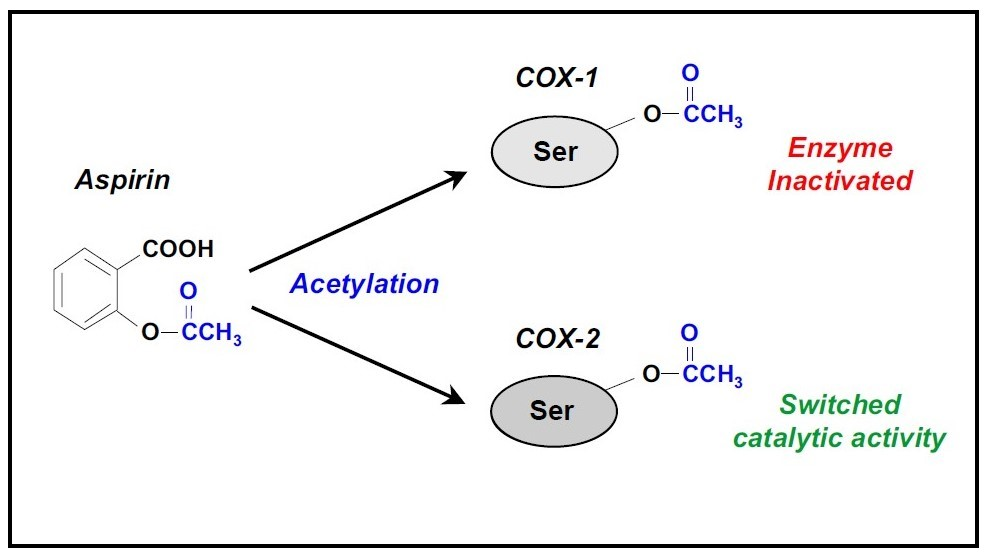 Aspirin
COOH
O
O–CCH₃
Acetylation
COX-1
O
O–CCH₃
Ser
Enzyme
Inactivated
COX-2
O
O–CCH₃
Ser
Switched
catalytic activity